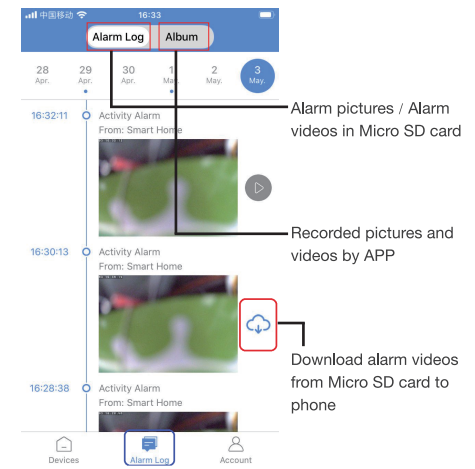 中国移动
16:33
Alarm Log
Album
28
Apr.
29
Apr.
30
Apr.
1
May.
2
May.
3
May.
16:32:11
Activity Alarm
From: Smart Home
Alarm pictures / Alarm
videos in Micro SD card
Recorded pictures and
videos by APP
16:30:13
Activity Alarm
From: Smart Home
Download alarm videos
from Micro SD card to
phone
16:28:38
Activity Alarm
From: Smart Home
Devices
Alarm Log
Account